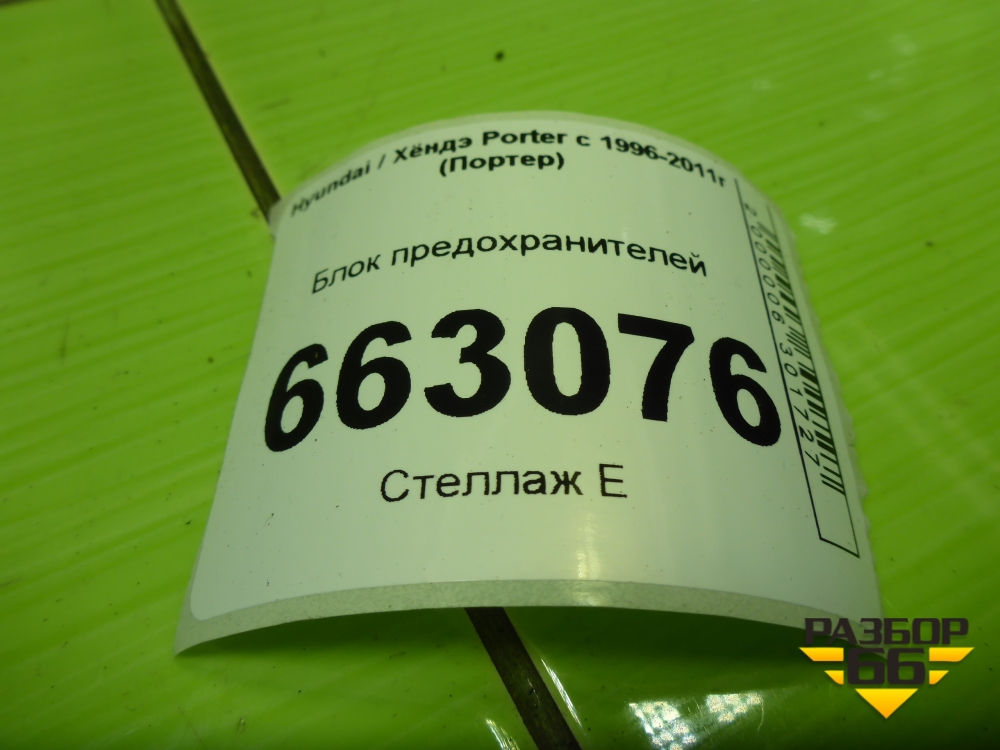 Hyundai / Хёндэ Porter с 1996-2011г
(Портер)
Блок предохранителей
663076
Стеллаж Е
2000006301727
РАЗБОР
66